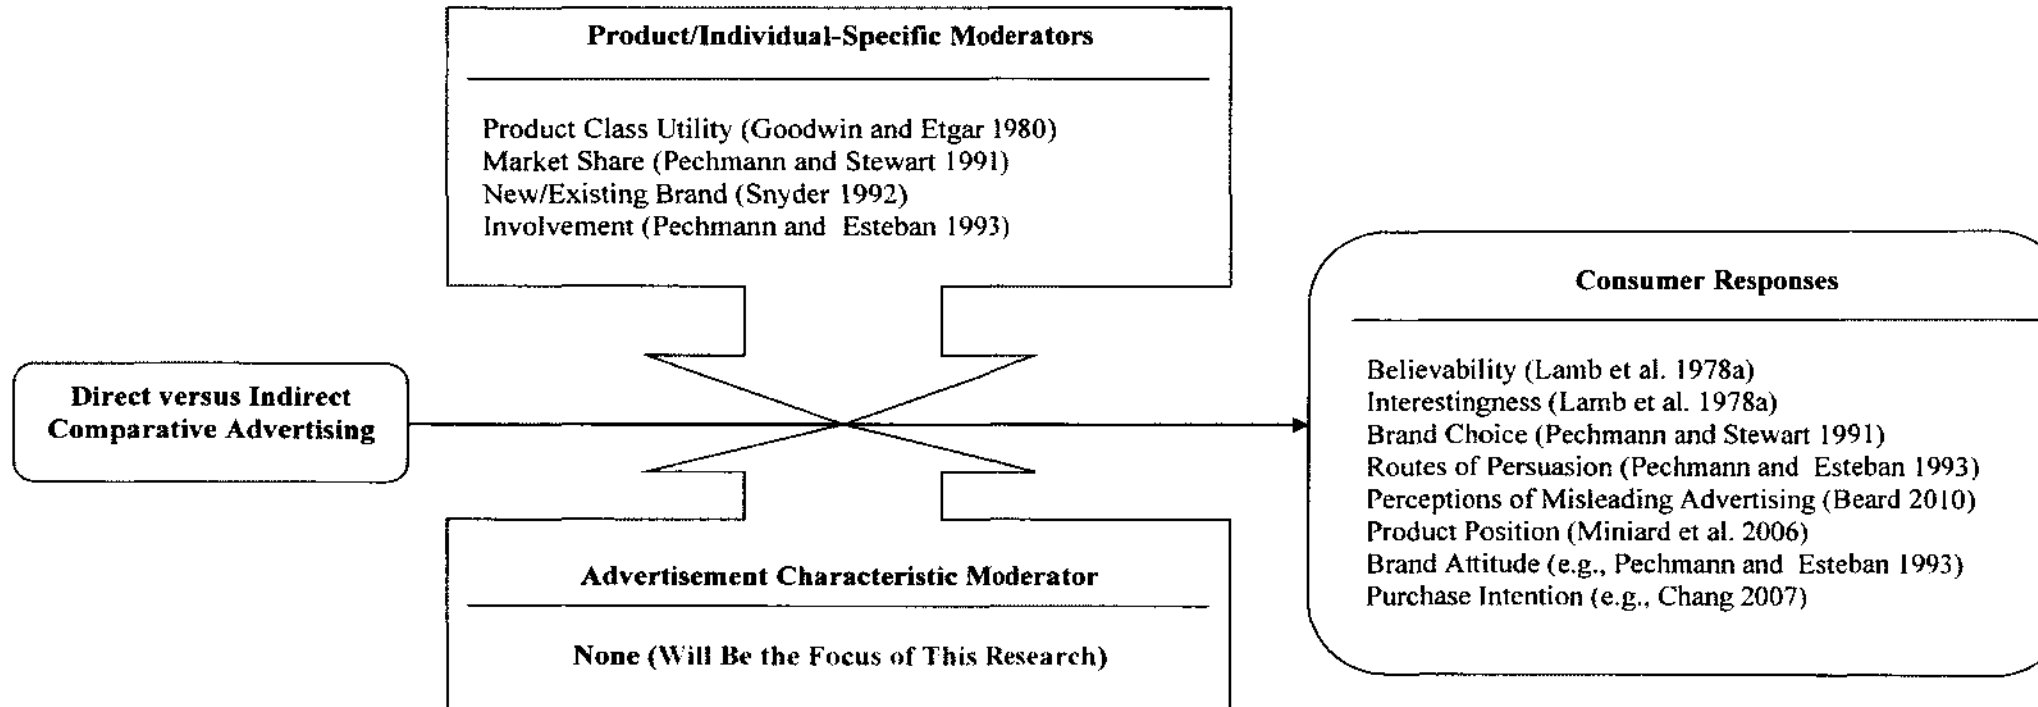 Product/Individual-Specific Moderators
Product Class Utility (Goodwin and Etgar 1980)
Market Share (Pechmann and Stewart 1991)
New/Existing Brand (Snyder 1992)
Involvement (Pechmann and Esteban 1993)
Direct versus Indirect
Comparative Advertising
Advertisement Characteristic Moderator
None (Will Be the Focus of This Research)
Consumer Responses
Believability (Lamb et al. 1978a)
Interestingness (Lamb et al. 1978a)
Brand Choice (Pechmann and Stewart 1991)
Routes of Persuasion (Pechmann and Esteban 1993)
Perceptions of Misleading Advertising (Beard 2010)
Product Position (Miniard et al. 2006)
Brand Attitude (e.g., Pechmann and Esteban 1993)
Purchase Intention (e.g., Chang 2007)